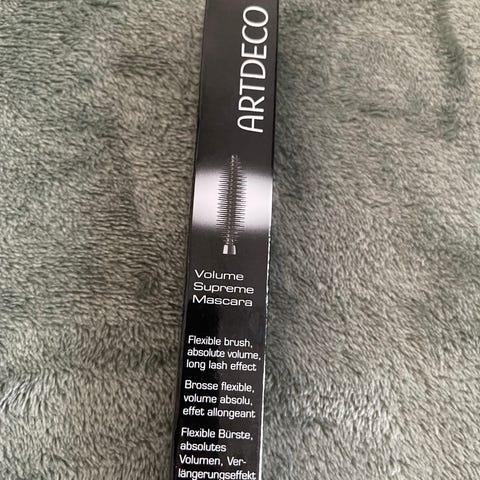 ARTDECO
Volume
Supreme
Mascara
Flexible brush,
absolute volume,
long lash effect
Brosse flexible,
volume absolu,
effet allongeant
Flexible Bürste,
absolutes
Volumen, Ver-
längerungseffekt